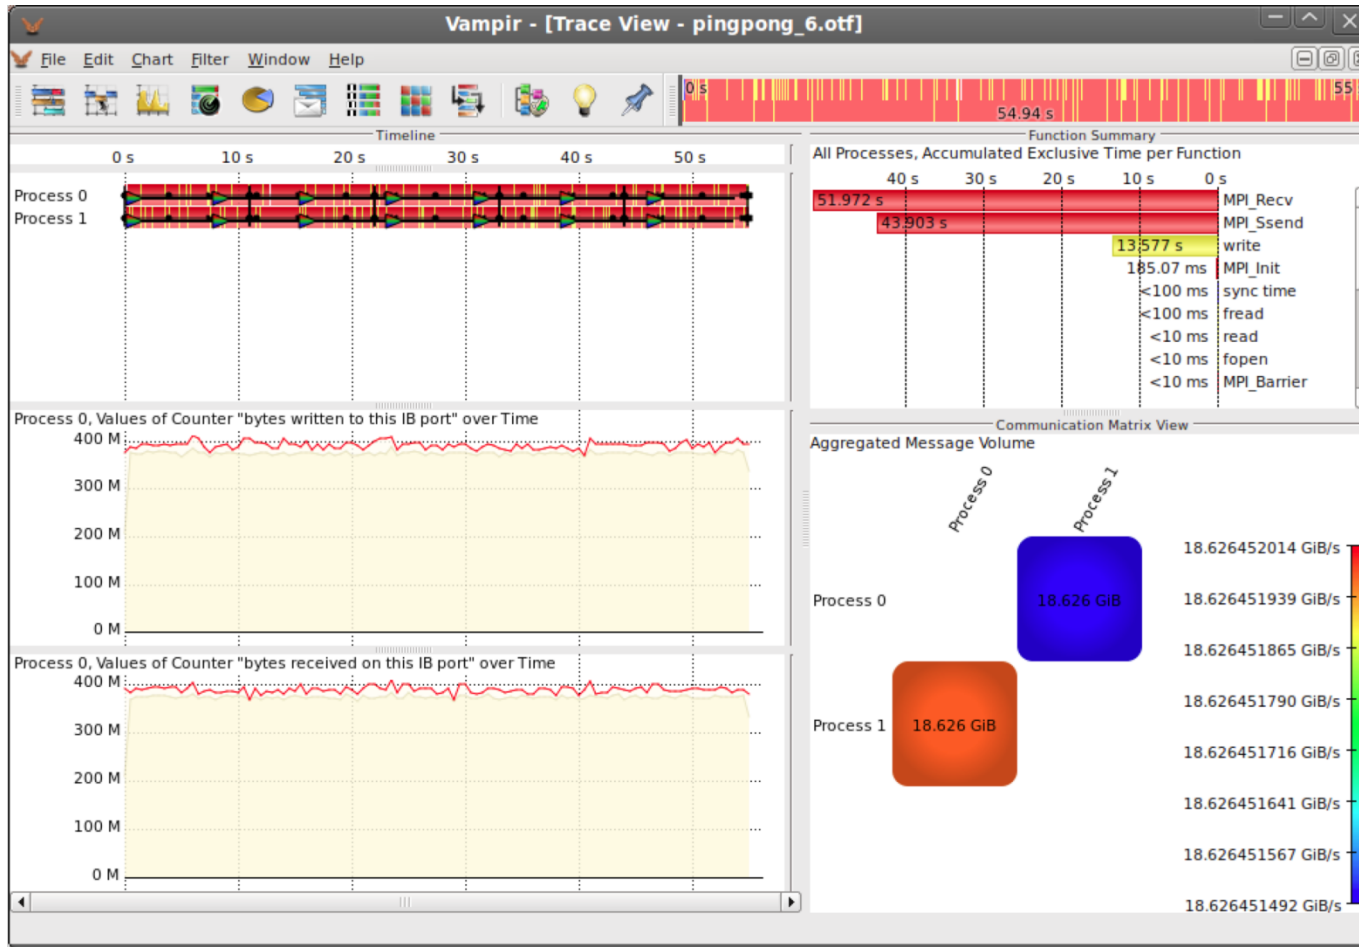 Vampir - [Trace View - pingpong_6.otf]
File Edit Chart Filter Window Help
0 s 55
54.94 s
Timeline
0 s 10 s 20 s 30 s 40 s 50 s
Process 0
Process 1
Process 0, Values of Counter "bytes written to this IB port" over Time
400 M
300 M
200 M
100 M
0 M
Process 0, Values of Counter "bytes received on this IB port" over Time
400 M
300 M
200 M
100 M
0 M
Function Summary
All Processes, Accumulated Exclusive Time per Function
40 s 30 s 20 s 10 s 0 s
51.972 s MPI_Recv
43.903 s MPI_Ssend
13.577 s write
185.07 ms MPI_Init
<100 ms sync time
<100 ms fread
<10 ms read
<10 ms fopen
<10 ms MPI_Barrier
Communication Matrix View
Aggregated Message Volume
Process 0 Process 1
Process 0 18.626 GiB
Process 1 18.626 GiB
18.626452014 GiB/s
18.626451939 GiB/s
18.626451865 GiB/s
18.626451790 GiB/s
18.626451716 GiB/s
18.626451641 GiB/s
18.626451567 GiB/s
18.626451492 GiB/s